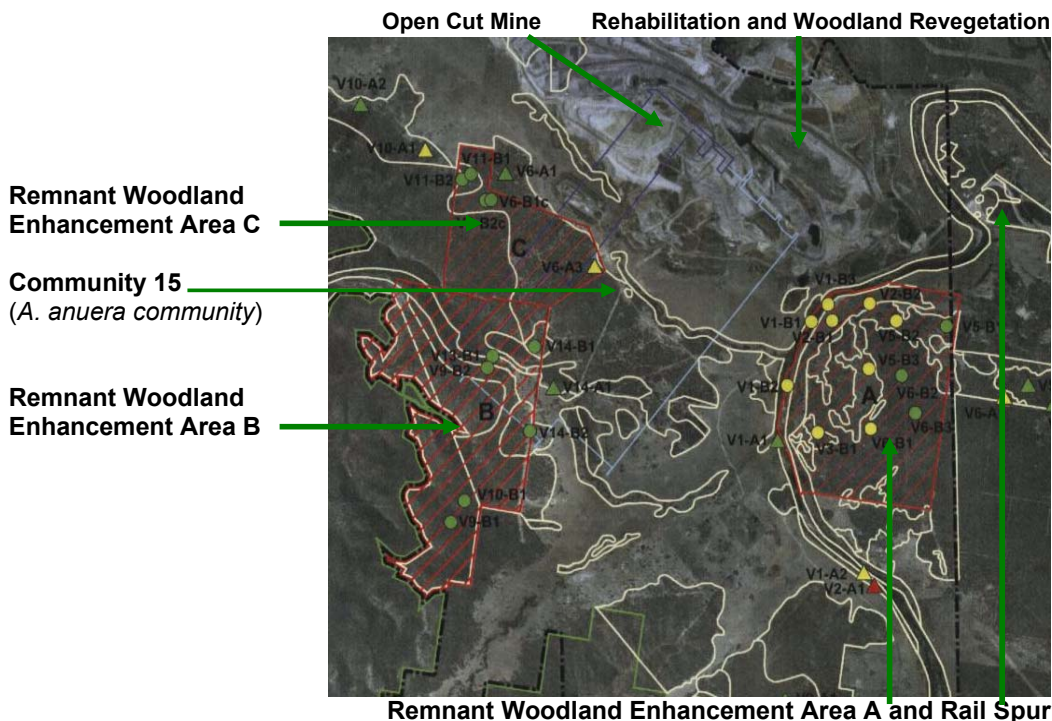 Open Cut Mine
Rehabilitation and Woodland Revegetation
V10-A2
V10-A1
V11-B1
V11-B2
V6-A1
V6-B1c
B2c
Remnant Woodland
Enhancement Area C
C
V6-A3
Community 15
(A. anuera community)
V1-B3
V2-B2
V1-B1
V2-B1
V5-B2
V5-B1
V14-B1
V13-B1
V9-B2
V5-B3
V14-A1
V1-B2
A
V6-B2
Remnant Woodland
Enhancement Area B
B
V14-B2
V1-A1
V3-B1
V6-B3
V10-B1
V9-B1
V1-A2
V2-A1
Remnant Woodland Enhancement Area A and Rail Spur